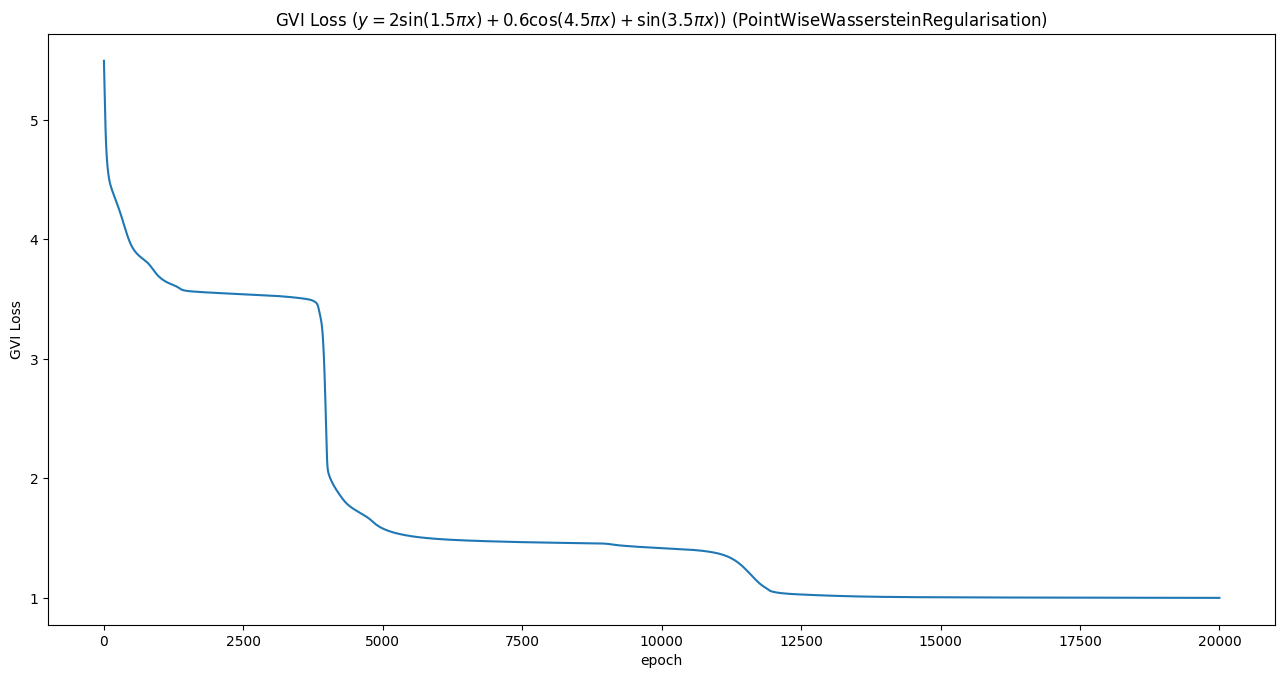 GVI Loss (y = 2sin(1.5πx) + 0.6cos(4.5πx) + sin(3.5πx)) (PointWiseWassersteinRegularisation)
5
4
3
2
1
GVI Loss
0 2500 5000 7500 10000 12500 15000 17500 20000
epoch